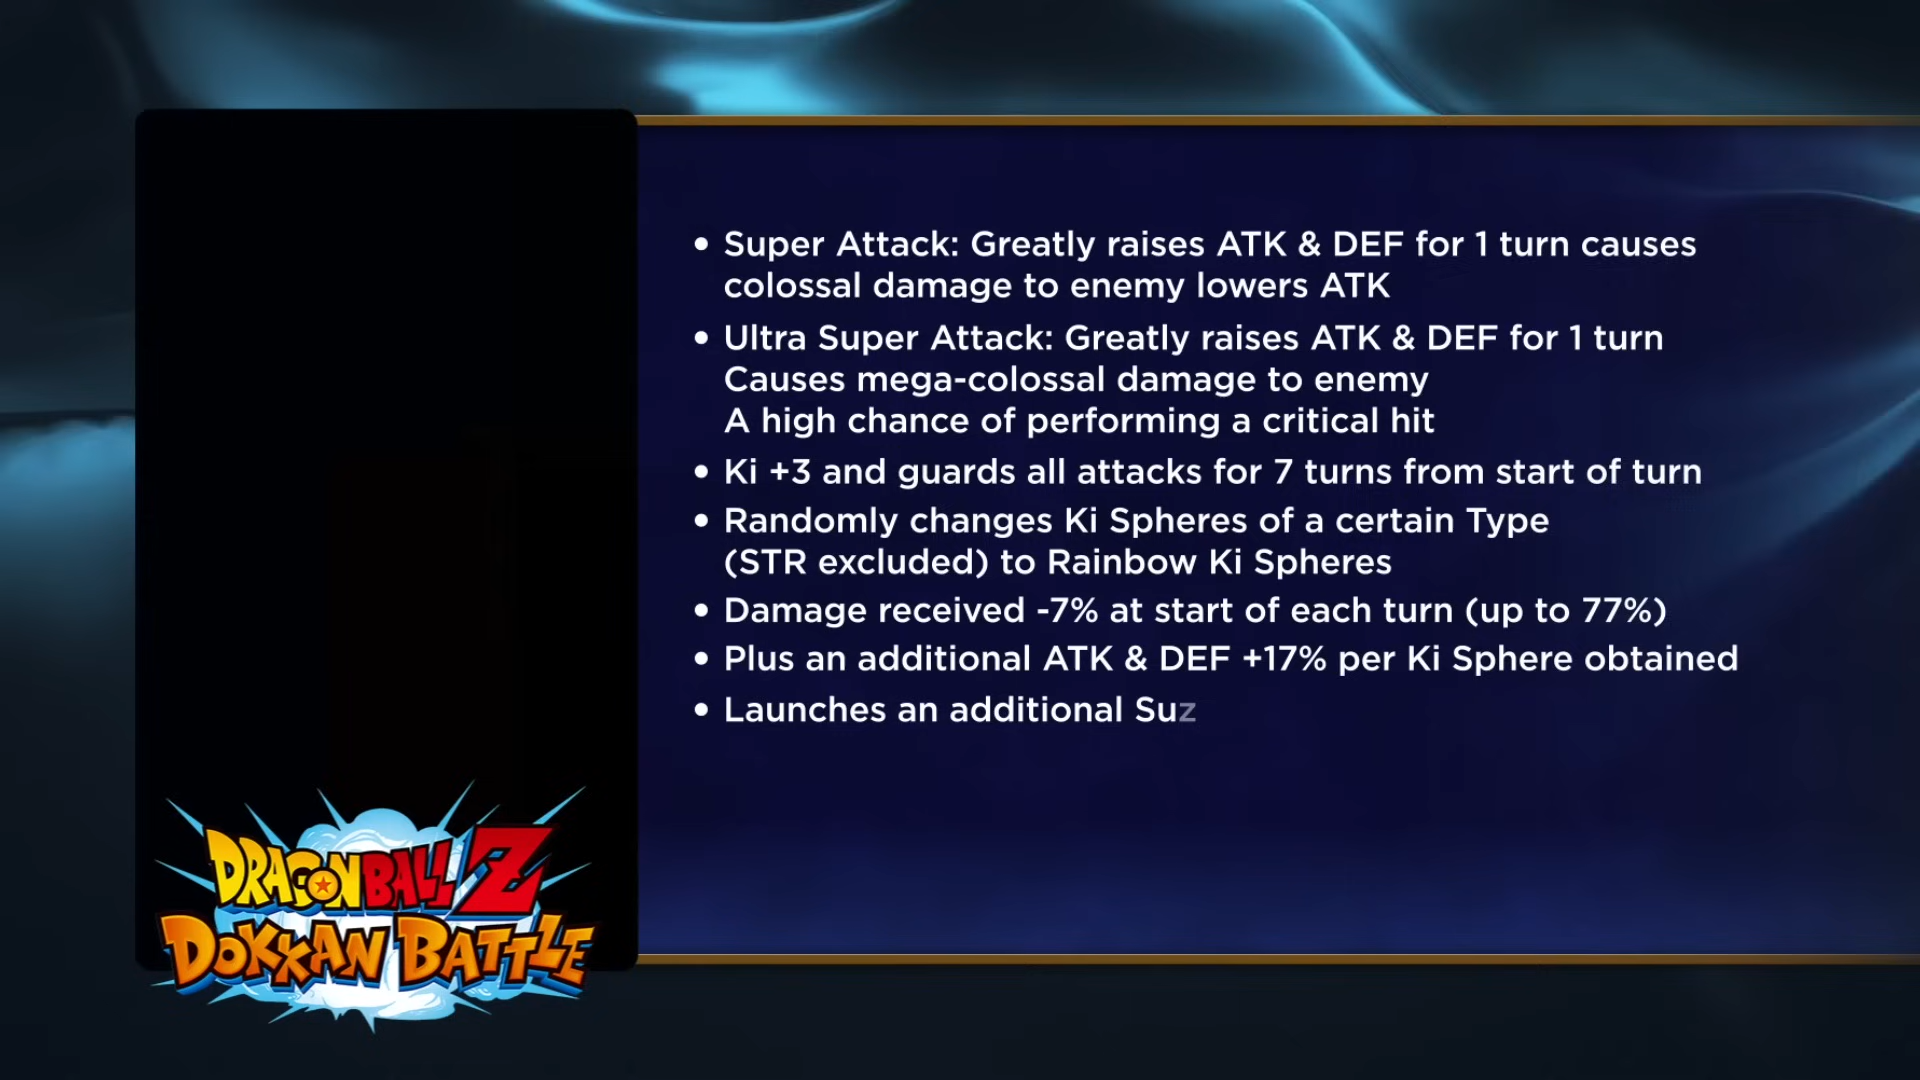 • Super Attack: Greatly raises ATK & DEF for 1 turn causes
colossal damage to enemy lowers ATK
• Ultra Super Attack: Greatly raises ATK & DEF for 1 turn
Causes mega-colossal damage to enemy
A high chance of performing a critical hit
• Ki +3 and guards all attacks for 7 turns from start of turn
• Randomly changes Ki Spheres of a certain Type
(STR excluded) to Rainbow Ki Spheres
• Damage received -7% at start of each turn (up to 77%)
• Plus an additional ATK & DEF +17% per Ki Sphere obtained
• Launches an additional Suz
DRAGON BALL Z
DOKKAN BATTLE